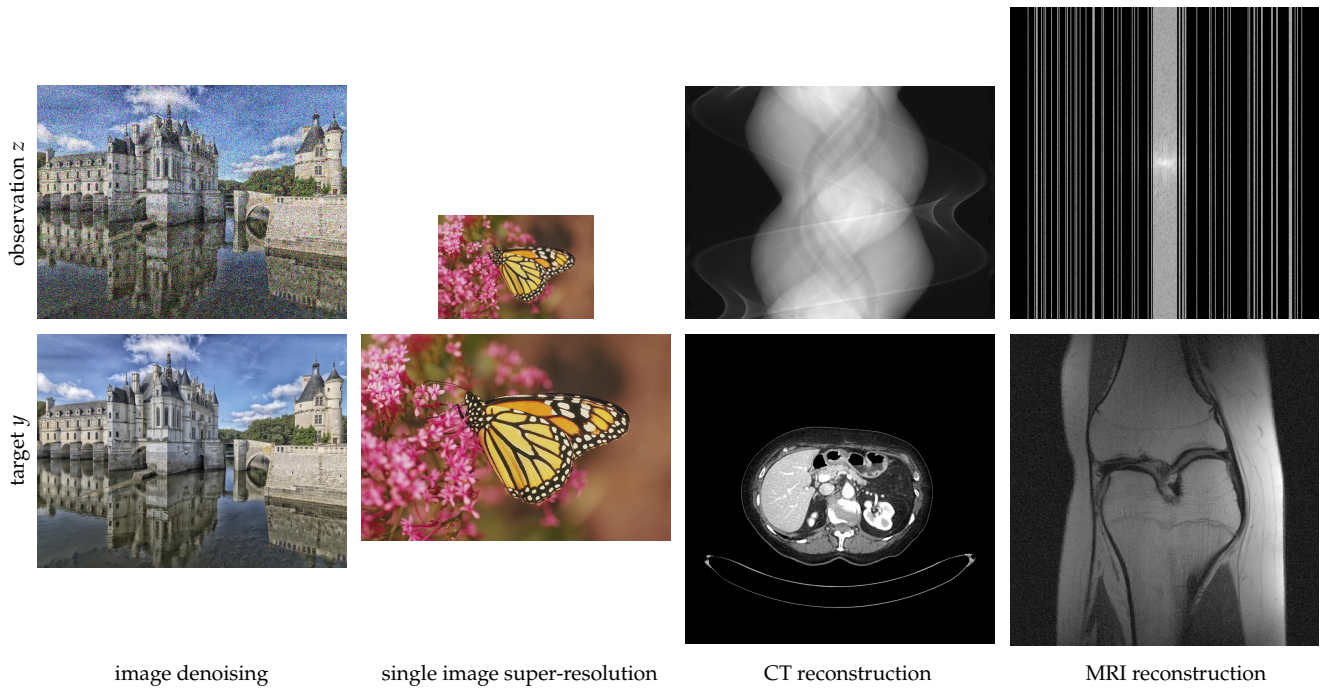 observation z
target y
image denoising
single image super-resolution
CT reconstruction
MRI reconstruction